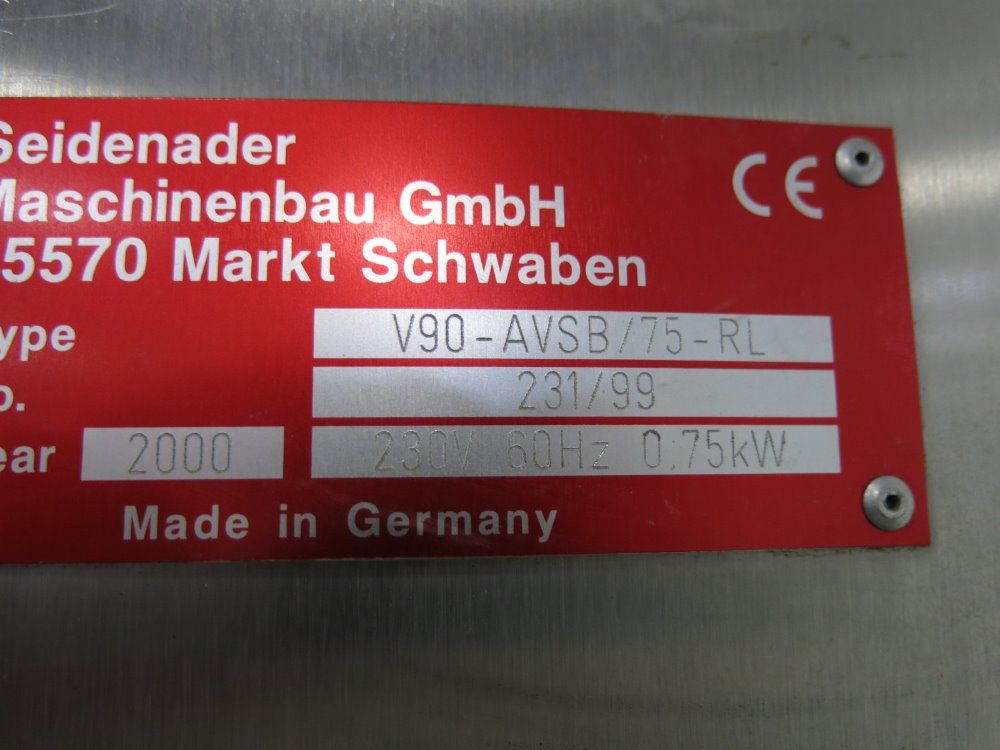 Seidenader
Maschinenbau GmbH
5570 Markt Schwaben
CE
ype V90-AVSB/75-RL
o. 231/99
ear 2000 230V 60Hz 0,75kW
Made in Germany